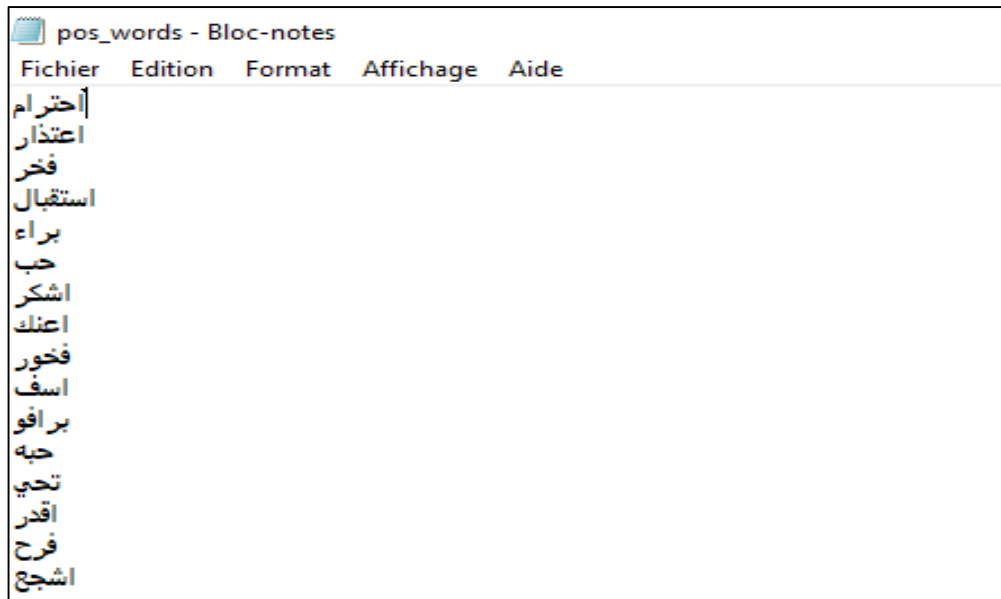 pos_words - Bloc-notes
Fichier Edition Format Affichage Aide
احترام
اعتذار
فخر
استقبال
براء
حب
اشكر
اعنك
فخور
اسف
برافو
حبه
تحي
اقدر
فرح
اشجع